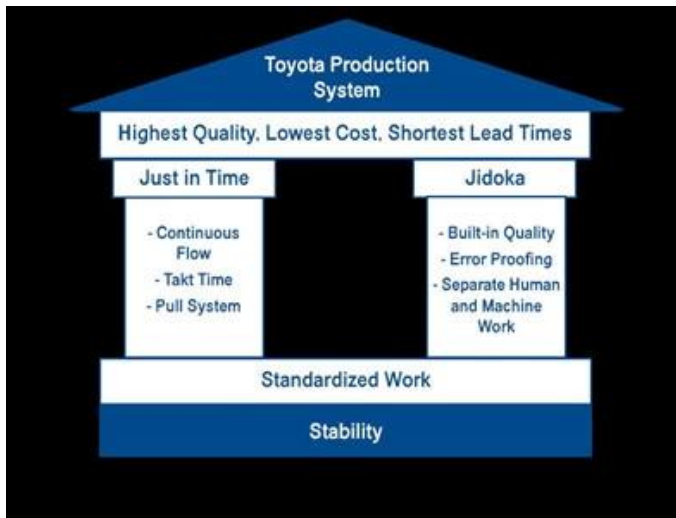 Toyota Production
System
Highest Quality, Lowest Cost, Shortest Lead Times
Just in Time
- Continuous
Flow
- Takt Time
- Pull System
Jidoka
- Built-in Quality
- Error Proofing
- Separate Human
and Machine
Work
Standardized Work
Stability